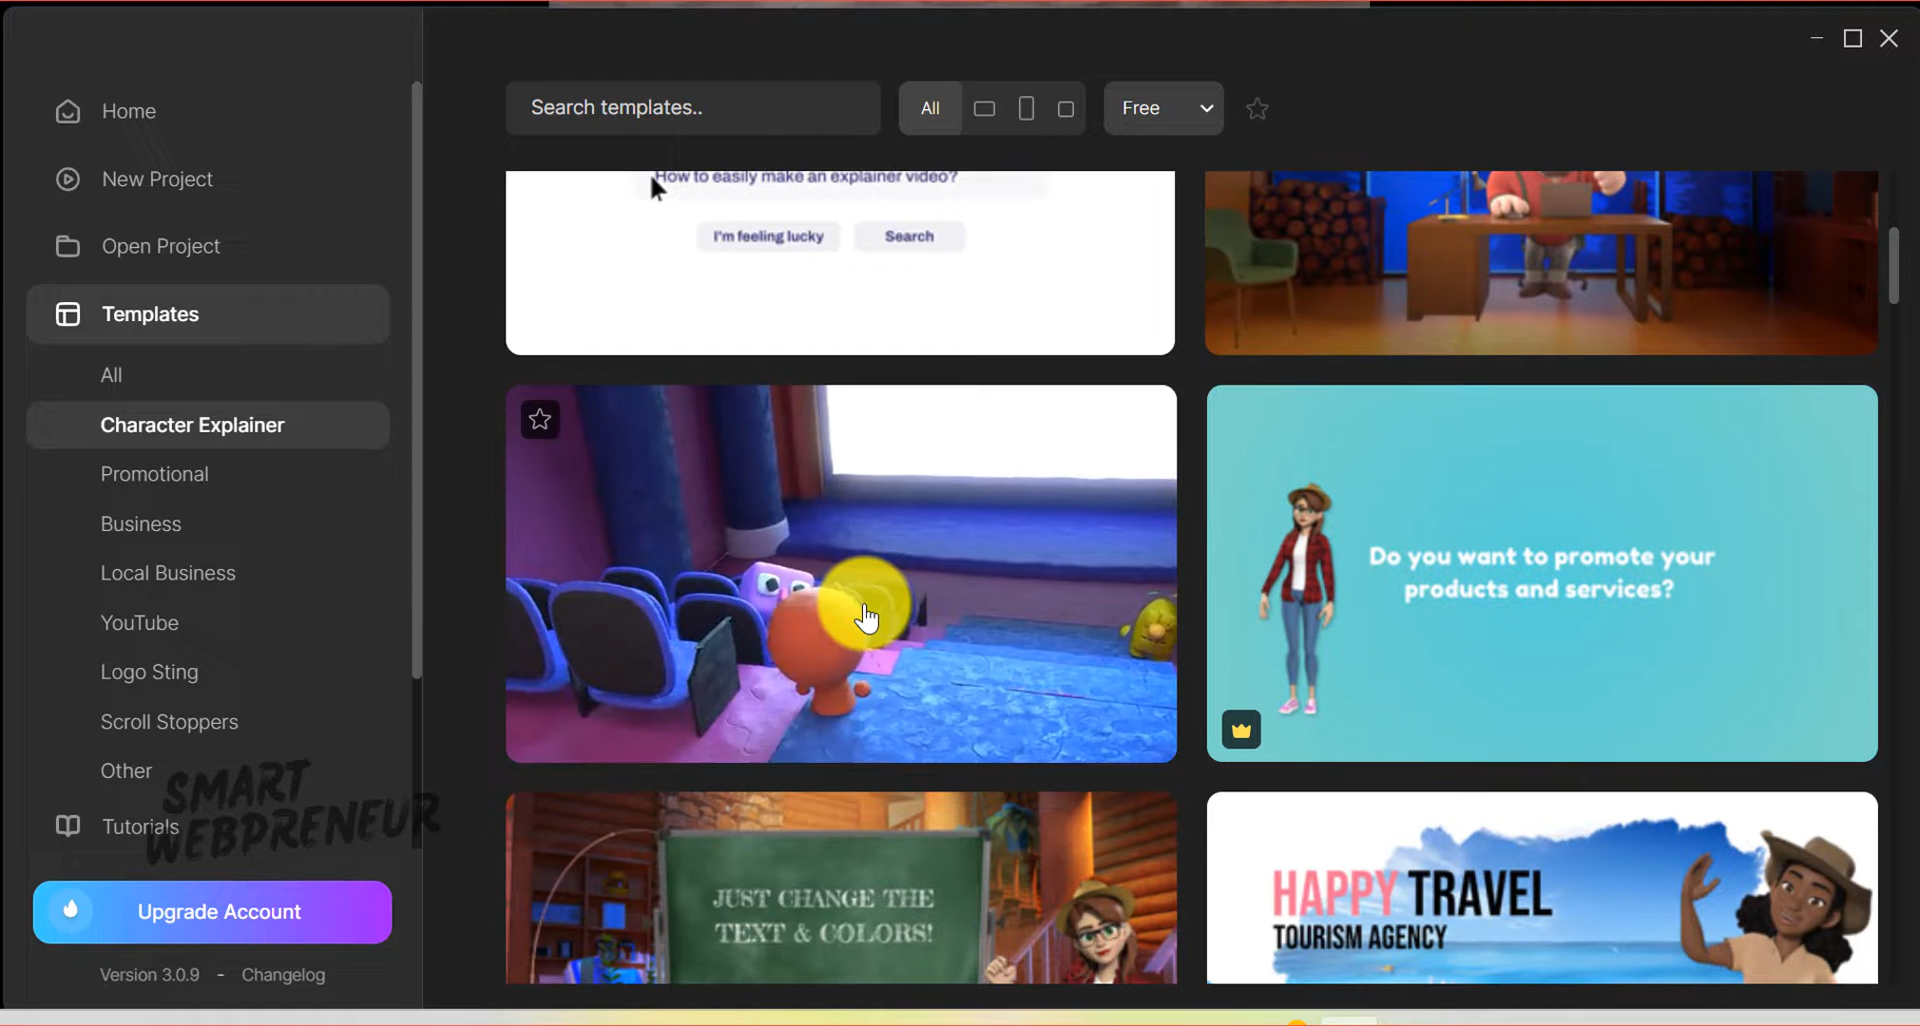 Home
New Project
Open Project
Templates
All
Character Explainer
Promotional
Business
Local Business
YouTube
Logo Sting
Scroll Stoppers
Other
Tutorials
SMART
WEBPRENEUR
Upgrade Account
Version 3.0.9 - Changelog
Search templates..
All
Free
How to easily make an explainer video?
I'm feeling lucky
Search
Do you want to promote your
products and services?
JUST CHANGE THE
TEXT & COLORS!
HAPPY TRAVEL
TOURISM AGENCY